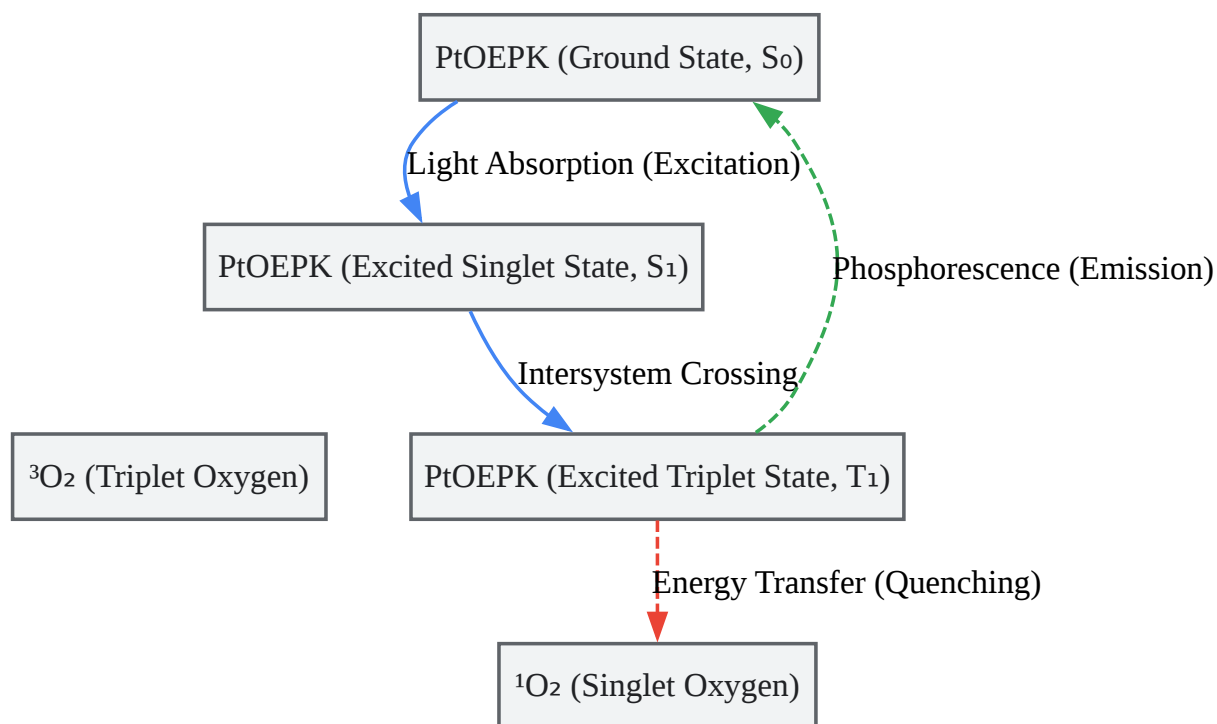 PtOEPK (Ground State, S₀)
Light Absorption (Excitation)
PtOEPK (Excited Singlet State, S₁)
Phosphorescence (Emission)
Intersystem Crossing
³O₂ (Triplet Oxygen)
PtOEPK (Excited Triplet State, T₁)
Energy Transfer (Quenching)
¹O₂ (Singlet Oxygen)